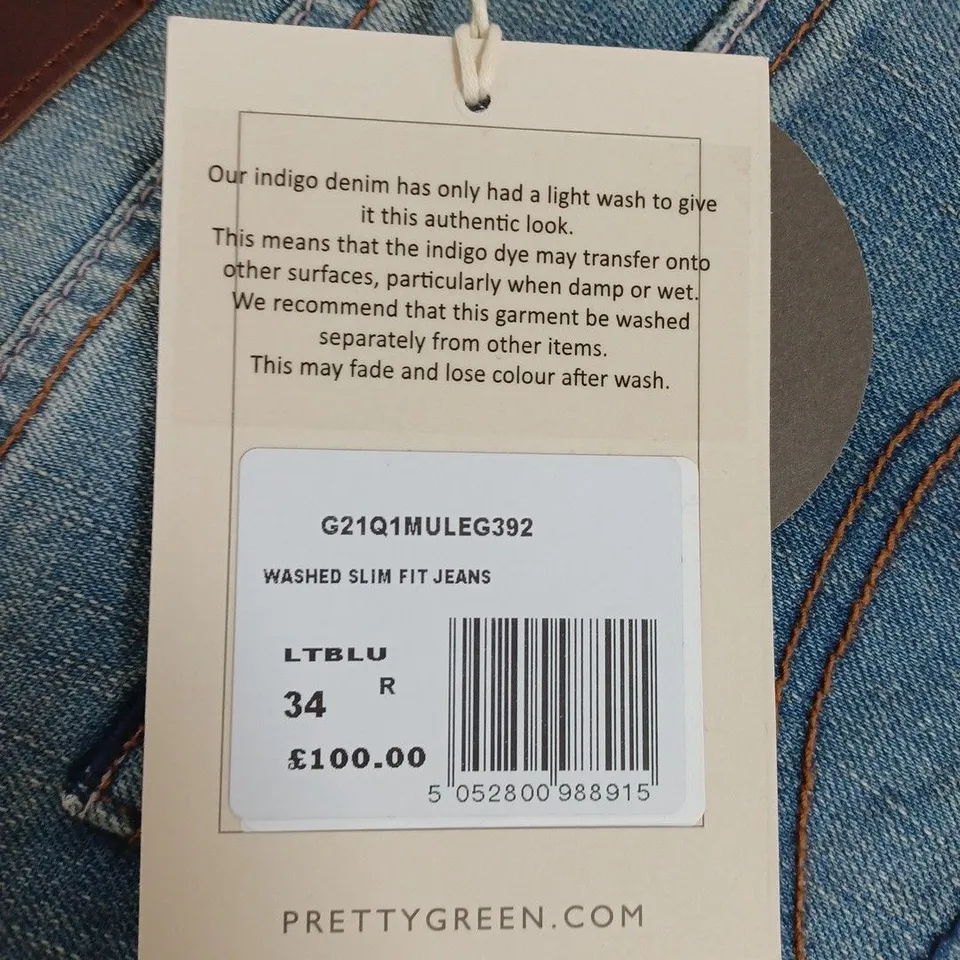 Our indigo denim has only had a light wash to give
it this authentic look.
This means that the indigo dye may transfer onto
other surfaces, particularly when damp or wet.
We recommend that this garment be washed
separately from other items.
This may fade and lose colour after wash.
G21Q1MULEG392
WASHED SLIM FIT JEANS
LTBLU
34 R
£100.00
5 052800 988915
PRETTYGREEN.COM